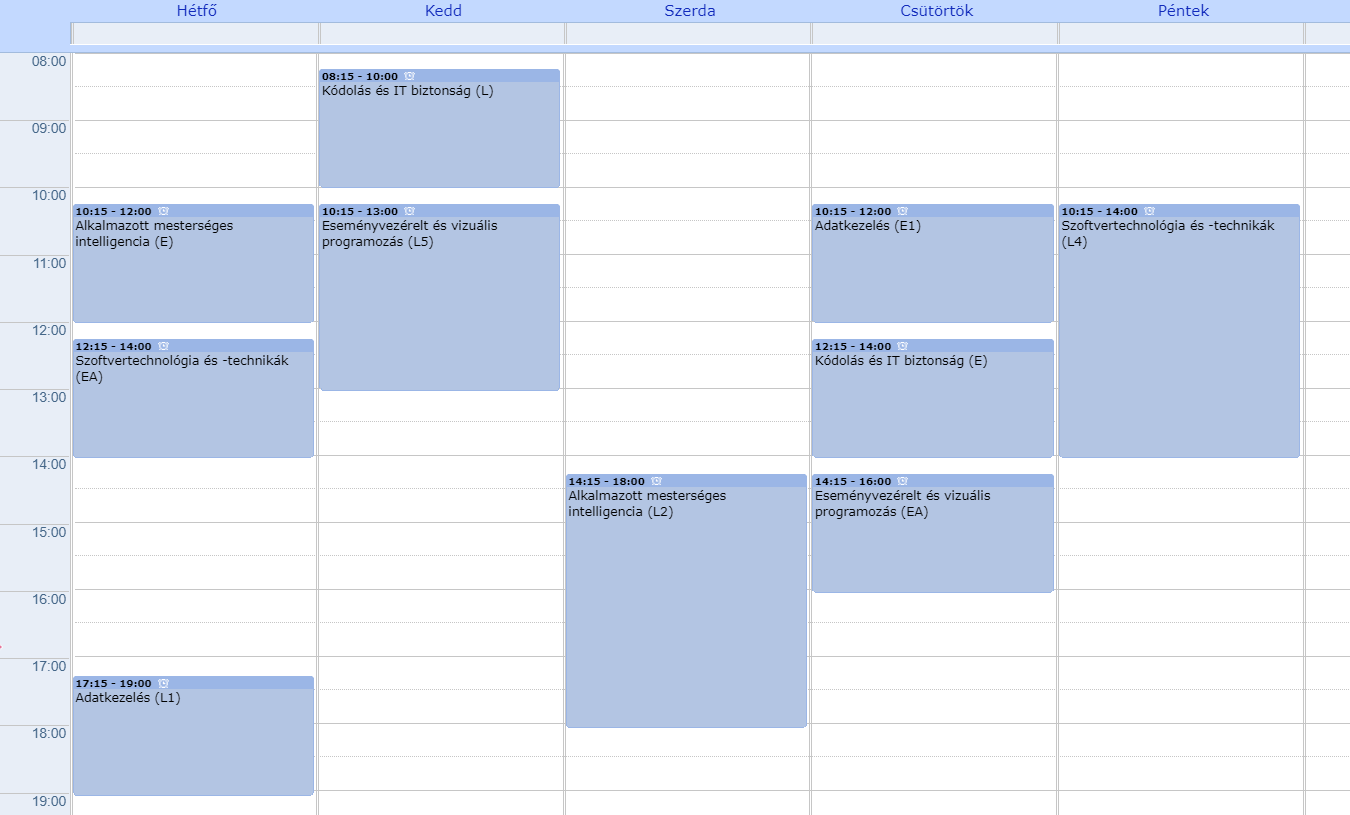 Hétfő
Kedd
Szerda
Csütörtök
Péntek
08:00
09:00
10:00
11:00
12:00
13:00
14:00
15:00
16:00
17:00
18:00
19:00
10:15 - 12:00
Alkalmazott mesterséges
intelligencia (E)
12:15 - 14:00
Szoftvertechnológia és -technikák
(EA)
17:15 - 19:00
Adatkezelés (L1)
08:15 - 10:00
Kódolás és IT biztonság (L)
10:15 - 13:00
Eseményvezérelt és vizuális
programozás (L5)
14:15 - 18:00
Alkalmazott mesterséges
intelligencia (L2)
10:15 - 12:00
Adatkezelés (E1)
12:15 - 14:00
Kódolás és IT biztonság (E)
14:15 - 16:00
Eseményvezérelt és vizuális
programozás (EA)
10:15 - 14:00
Szoftvertechnológia és -technikák
(L4)